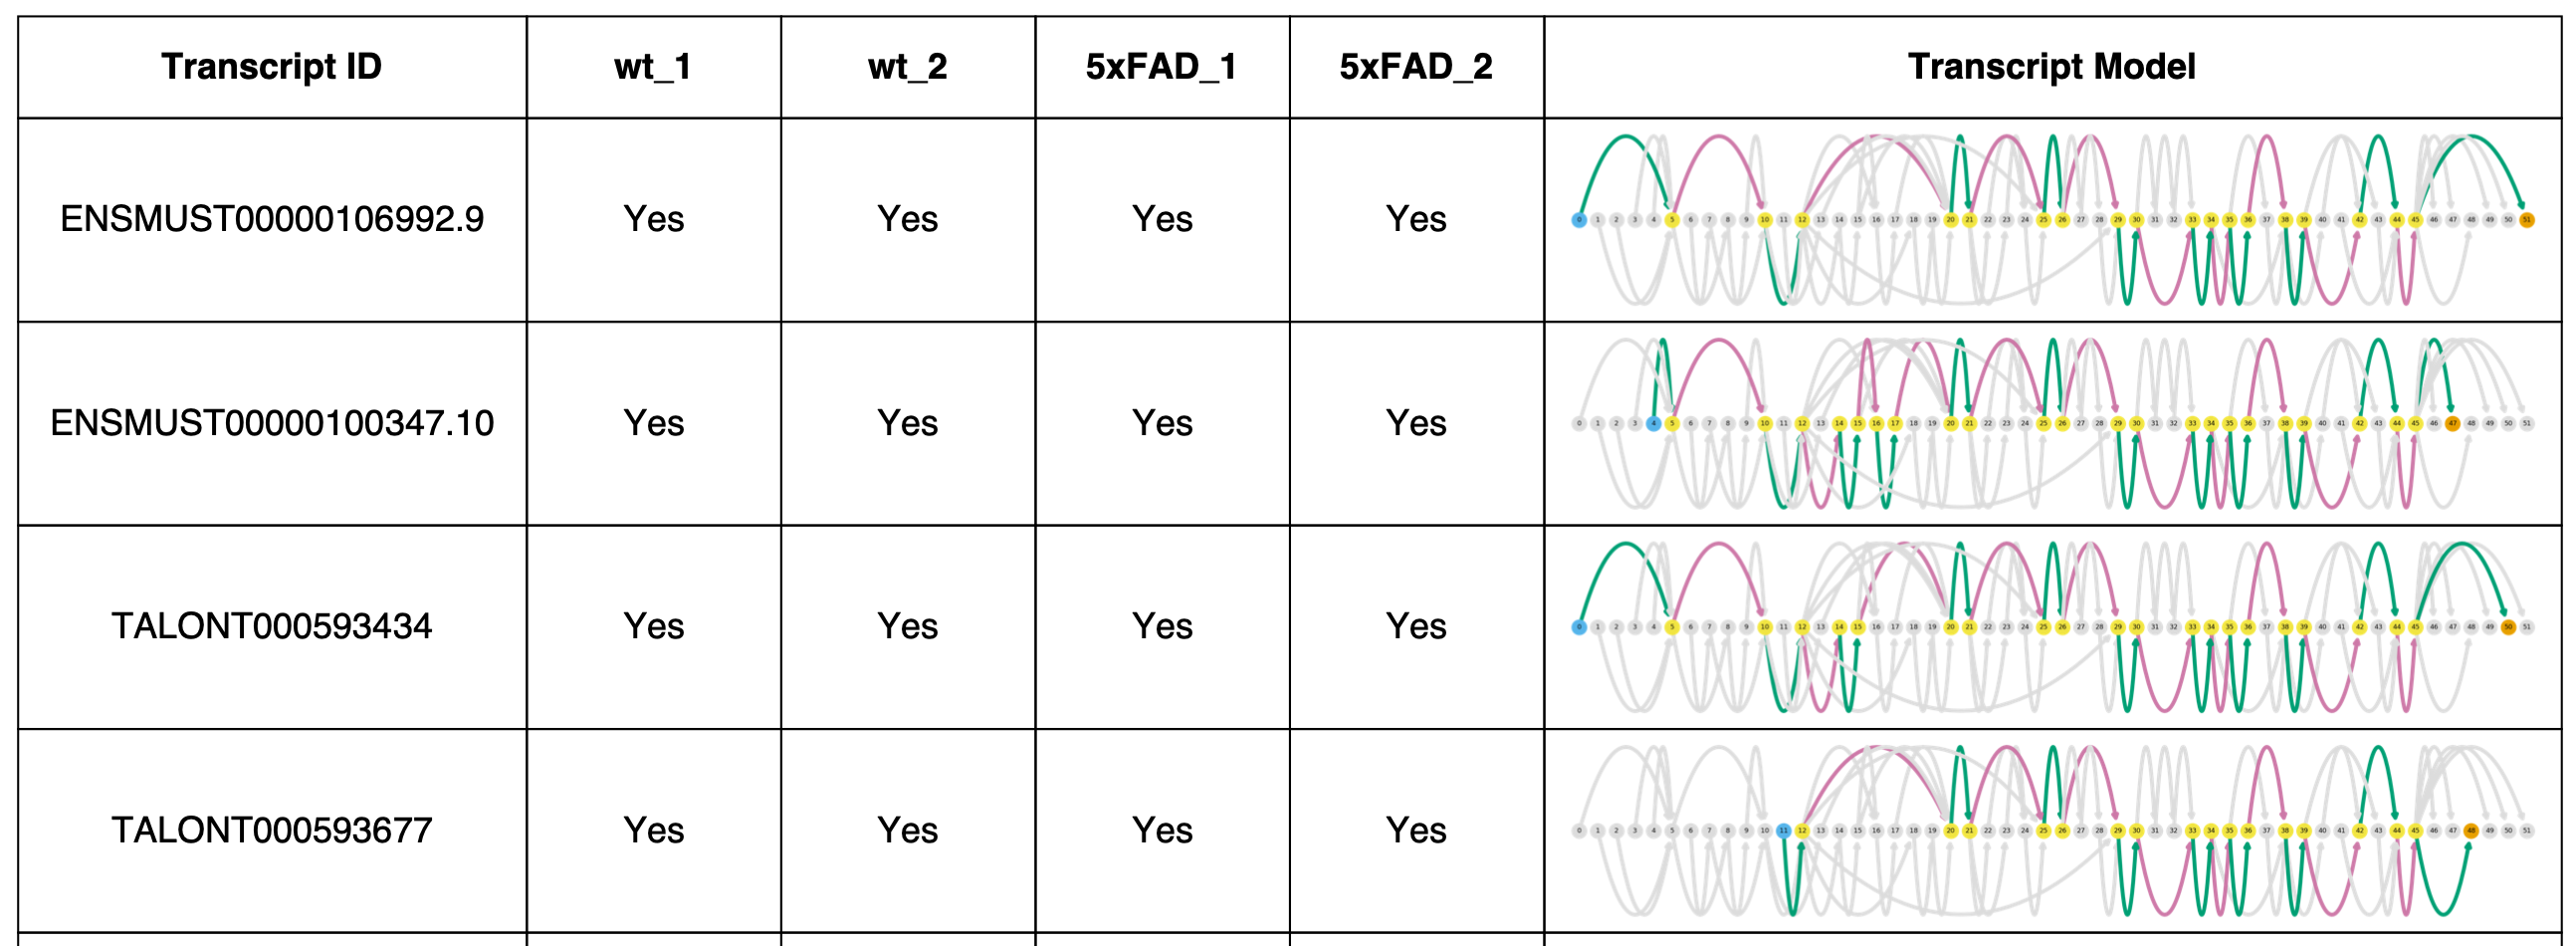 Transcript ID wt_1 wt_2 5xFAD_1 5xFAD_2 Transcript Model
ENSMUST00000106992.9 Yes Yes Yes Yes
0 1 2 3 4 5 6 7 8 9 10 11 12 13 14 15 16 17 18 19 20 21 22 23 24 25 26 27 28 29 30 31 32 33 34 35 36 37 38 39 40 41 42 43 44 45 46 47 48 49 50 51
ENSMUST00000100347.10 Yes Yes Yes Yes
0 1 2 3 4 5 6 7 8 9 10 11 12 13 14 15 16 17 18 19 20 21 22 23 24 25 26 27 28 29 30 31 32 33 34 35 36 37 38 39 40 41 42 43 44 45 46 47 48 49 50 51
TALONT000593434 Yes Yes Yes Yes
0 1 2 3 4 5 6 7 8 9 10 11 12 13 14 15 16 17 18 19 20 21 22 23 24 25 26 27 28 29 30 31 32 33 34 35 36 37 38 39 40 41 42 43 44 45 46 47 48 49 50 51
TALONT000593677 Yes Yes Yes Yes
0 1 2 3 4 5 6 7 8 9 10 11 12 13 14 15 16 17 18 19 20 21 22 23 24 25 26 27 28 29 30 31 32 33 34 35 36 37 38 39 40 41 42 43 44 45 46 47 48 49 50 51